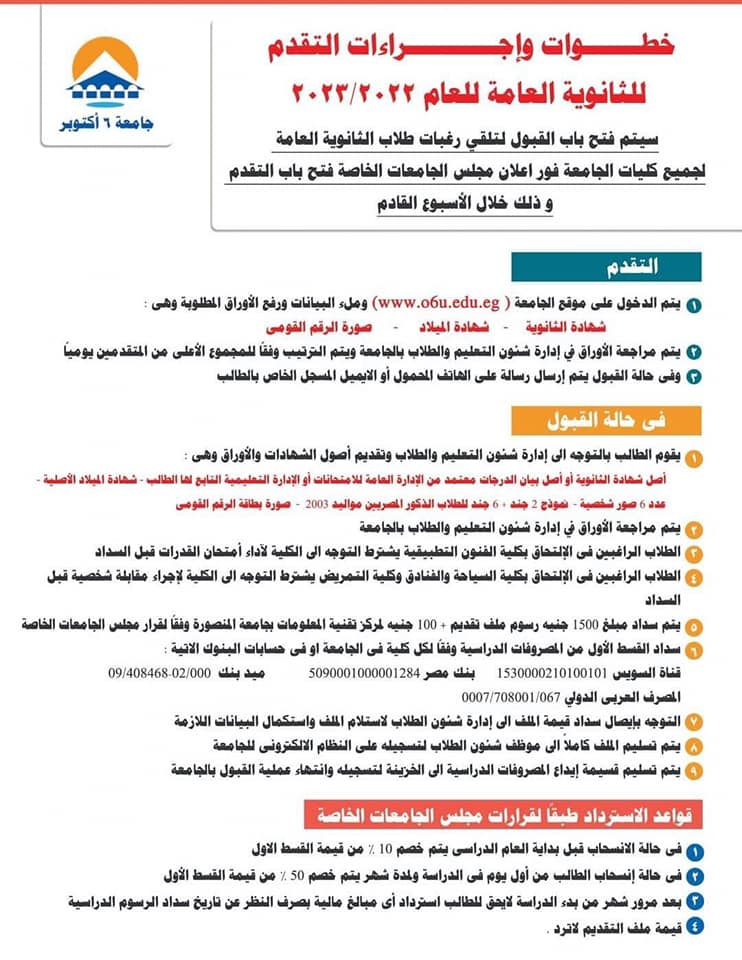 جامعة ٦ أكتوبر
خطـــوات وإجـــراءات التقدم
للثانوية العامة للعام ٢٠٢٣/٢٠٢٢
سيتم فتح باب القبول لتلقي رغبات طلاب الثانوية العامة
لجميع كليات الجامعة فور اعلان مجلس الجامعات الخاصة فتح باب التقدم
و ذلك خلال الأسبوع القادم
التقدم
١ يتم الدخول على موقع الجامعة (www.o6u.edu.eg ) وملء البيانات ورفع الأوراق المطلوبة وهى :
شهادة الثانوية - شهادة الميلاد - صورة الرقم القومى
٢ يتم مراجعة الأوراق في إدارة شئون التعليم والطلاب بالجامعة ويتم الترتيب وفقاً للمجموع الأعلى من المتقدمين يومياً
٣ وفى حالة القبول يتم إرسال رسالة على الهاتف المحمول أو الايميل المسجل الخاص بالطالب
فى حالة القبول
١ يقوم الطالب بالتوجه الى إدارة شئون التعليم والطلاب وتقديم أصول الشهادات والأوراق وهى :
أصل شهادة الثانوية أو أصل بيان الدرجات معتمد من الإدارة العامة للامتحانات أو الإدارة التعليمية التابع لها الطالب - شهادة الميلاد الأصلية -
عدد 6 صور شخصية - نموذج 2 جند + 6 جند للطلاب الذكور المصريين مواليد 2003 - صورة بطاقة الرقم القومى
٢ يتم مراجعة الأوراق في إدارة شئون التعليم والطلاب بالجامعة
٣ الطلاب الراغبين فى الإلتحاق بكلية الفنون التطبيقية يشترط التوجه الى الكلية لآداء أمتحان القدرات قبل السداد
٤ الطلاب الراغبين فى الإلتحاق بكلية السياحة والفنادق وكلية التمريض يشترط التوجه الى الكلية لإجراء مقابلة شخصية قبل
السداد
٥ يتم سداد مبلغ 1500 جنيه رسوم ملف تقديم + 100 جنيه لمركز تقنية المعلومات بجامعة المنصورة وفقاً لقرار مجلس الجامعات الخاصة
٦ سداد القسط الأول من المصروفات الدراسية وفقاً لكل كلية فى الجامعة او فى حسابات البنوك الاتية :
قناة السويس 1530000210100101 بنك مصر 5090001000001284 ميد بنك 09/408468-02/000
المصرف العربى الدولي 0007/708001/067
٧ التوجه بإيصال سداد قيمة الملف الى إدارة شئون الطلاب لاستلام الملف واستكمال البيانات اللازمة
٨ يتم تسليم الملف كاملاً الى موظف شئون الطلاب لتسجيله على النظام الالكترونى للجامعة
٩ يتم تسليم قسيمة إيداع المصروفات الدراسية الى الخزينة لتسجيله وانتهاء عملية القبول بالجامعة
قواعد الاسترداد طبقاً لقرارات مجلس الجامعات الخاصة
١ فى حالة الانسحاب قبل بداية العام الدراسى يتم خصم 10 ٪ من قيمة القسط الاول
٢ فى حالة إنسحاب الطالب من أول يوم فى الدراسة ولمدة شهر يتم خصم 50 ٪ من قيمة القسط الأول
٣ بعد مرور شهر من بدء الدراسة لايحق للطالب استرداد أى مبالغ مالية بصرف النظر عن تاريخ سداد الرسوم الدراسية
٤ قيمة ملف التقديم لاترد .